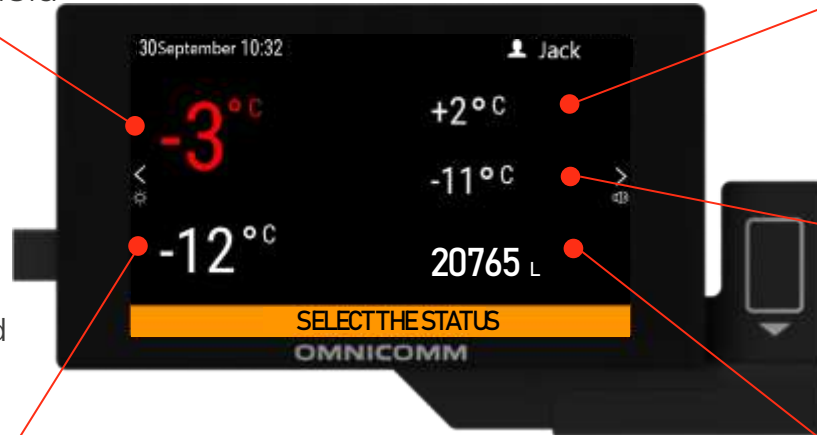 30September 10:32
Jack
-3°C
+2°C
-11°C
-12°C
20765 L
SELECT THE STATUS
OMNICOMM
d